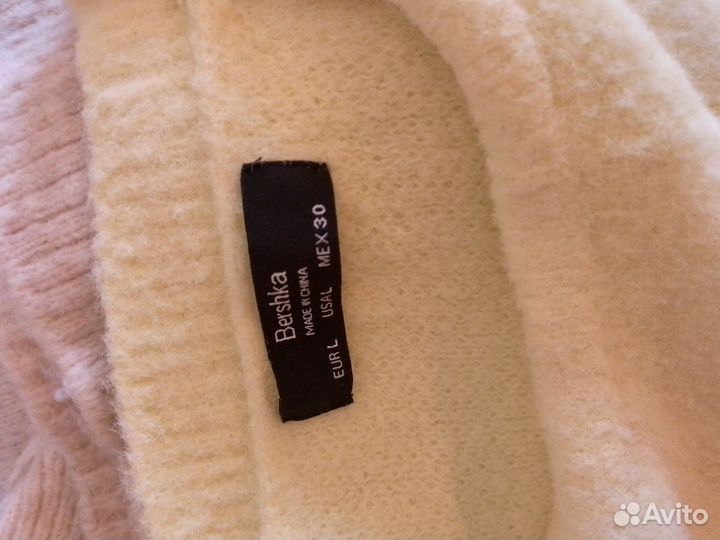 Bershka
MADE IN CHINA
EUR L USA L MEX 30
Avito